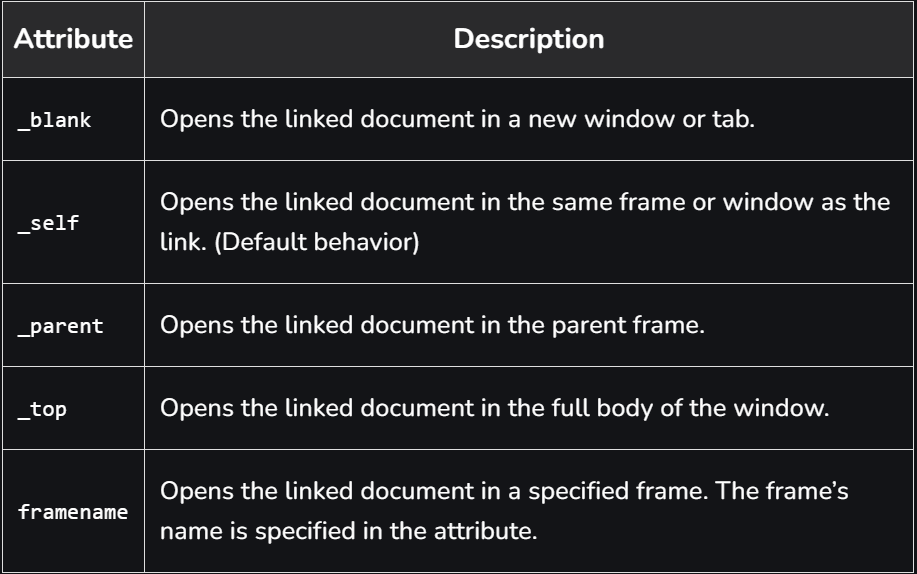 Attribute Description
_blank Opens the linked document in a new window or tab.
_self Opens the linked document in the same frame or window as the
link. (Default behavior)
_parent Opens the linked document in the parent frame.
_top Opens the linked document in the full body of the window.
framename Opens the linked document in a specified frame. The frame’s
name is specified in the attribute.